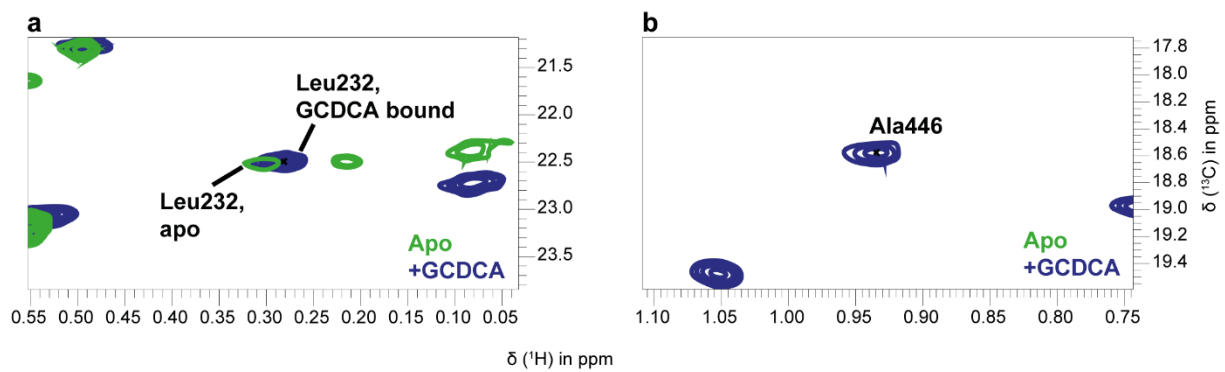 a
Leu232,
GCDCA bound
Leu232,
apo
Apo
+GCDCA
21.5
22.0
22.5
23.0
23.5
0.55 0.50 0.45 0.40 0.35 0.30 0.25 0.20 0.15 0.10 0.05
b
Ala446
Apo
+GCDCA
17.8
18.0
18.2
18.4
18.6
18.8
19.0
19.2
19.4
δ (¹³C) in ppm
1.10 1.05 1.00 0.95 0.90 0.85 0.80 0.75
δ (¹H) in ppm